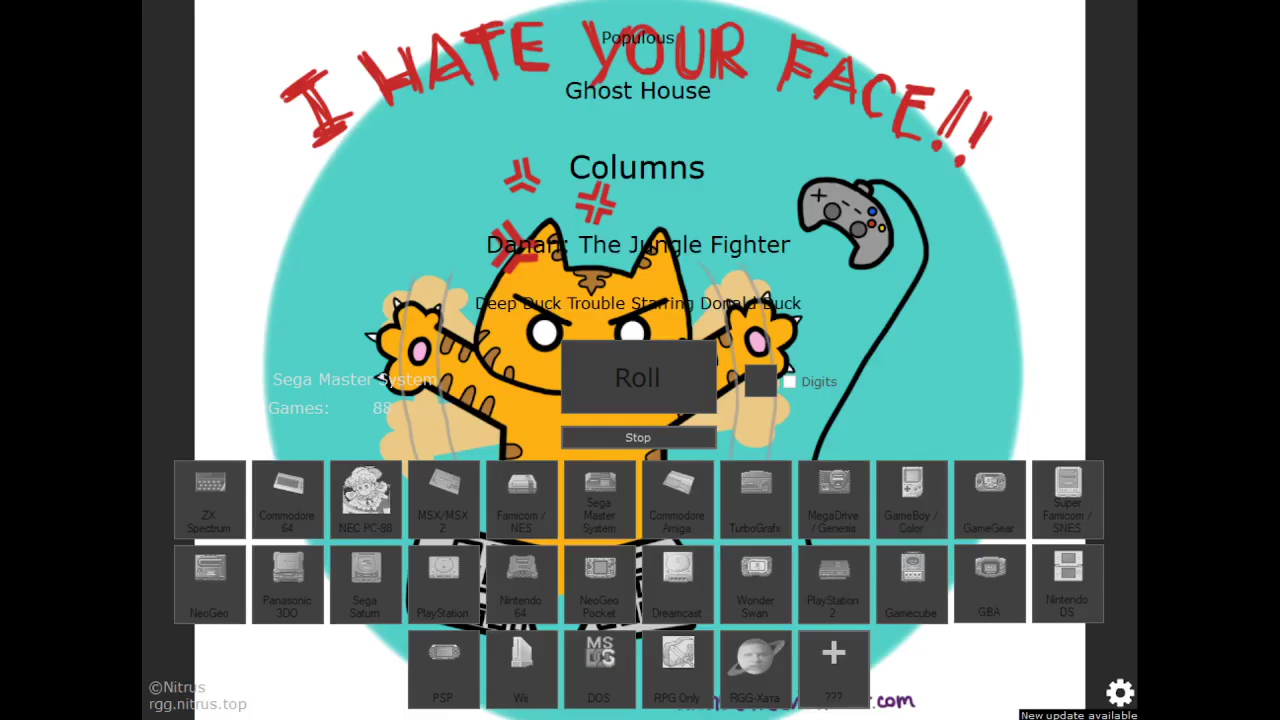 I HATE YOUR FACE!!
Populous
Ghost House
Columns
Danan: The Jungle Fighter
Deep Duck Trouble Starring Donald Duck
Sega Master System
Games: 88
Roll
Digits
Stop
ZX Spectrum
Commodore 64
NEC PC-98
MSX/MSX 2
Famicom / NES
Sega Master System
Commodore Amiga
TurboGrafx
MegaDrive / Genesis
GameBoy / Color
GameGear
Super Famicom / SNES
NeoGeo
Panasonic 3DO
Sega Saturn
PlayStation
Nintendo 64
NeoGeo Pocket
Dreamcast
Wonder Swan
PlayStation 2
Gamecube
GBA
Nintendo DS
PSP
Wii
MS DOS
DOS
RPG Only
RGG-Хата
???
©Nitrus
rgg.nitrus.top
.com
New update available